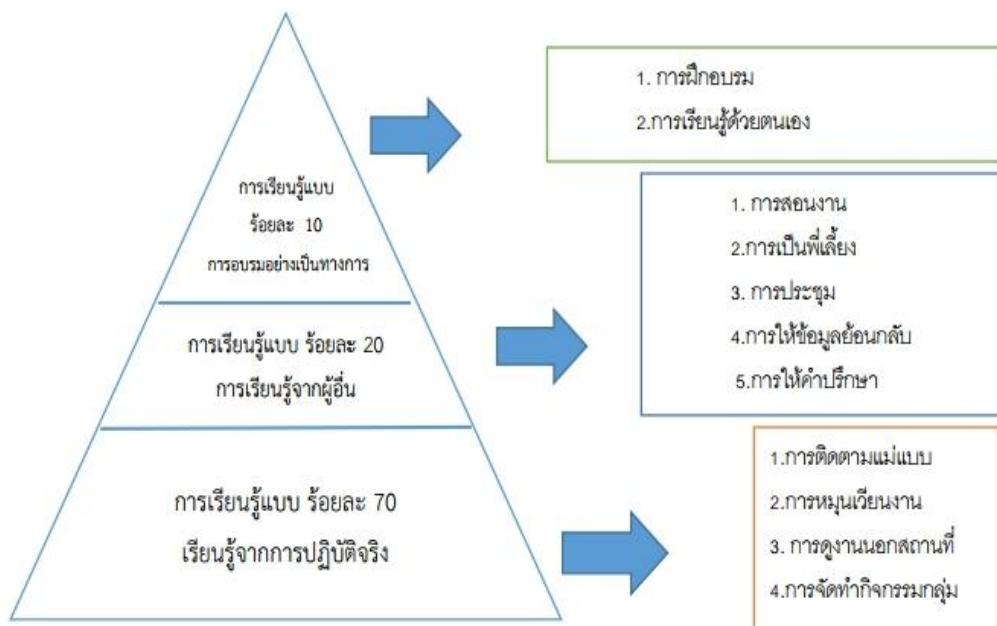 การเรียนรู้แบบ
ร้อยละ 10
การอบรมอย่างเป็นทางการ
1. การฝึกอบรม
2.การเรียนรู้ด้วยตนเอง
การเรียนรู้แบบ ร้อยละ 20
การเรียนรู้จากผู้อื่น
1. การสอนงาน
2.การเป็นพี่เลี้ยง
3. การประชุม
4.การให้ข้อมูลย้อนกลับ
5.การให้คำปรึกษา
การเรียนรู้แบบ ร้อยละ 70
เรียนรู้จากการปฏิบัติจริง
1.การติดตามแม่แบบ
2.การหมุนเวียนงาน
3. การดูงานนอกสถานที่
4.การจัดทำกิจกรรมกลุ่ม